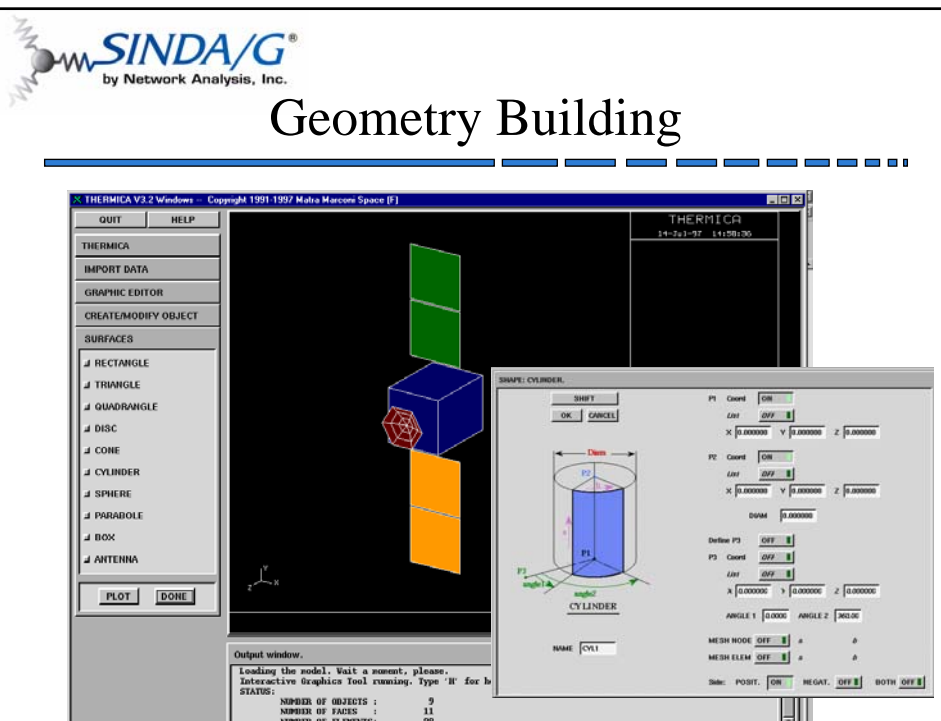 SINDA/G®
by Network Analysis, Inc.
Geometry Building
THERMICA V3.2 Windows -- Copyright 1991-1997 Matra Marconi Space [F]
QUIT HELP
THERMICA
IMPORT DATA
GRAPHIC EDITOR
CREATE/MODIFY OBJECT
SURFACES
RECTANGLE
TRIANGLE
QUADRANGLE
DISC
CONE
CYLINDER
SPHERE
PARABOLE
BOX
ANTENNA
PLOT DONE
THERMICA
14-Jul-97 14:58:36
Y
Z X
SHAPE: CYLINDER.
SHIFT
OK CANCEL
Diam
P2
P1
P3
angle1
angle2
CYLINDER
NAME CYL1
P1 Coord ON
List OFF
X 0.000000 Y 0.000000 Z 0.000000
P2 Coord ON
List OFF
X 0.000000 Y 0.000000 Z 0.000000
DIAM 0.000000
Define P3 OFF
P3 Coord OFF
List OFF
X 0.000000 Y 0.000000 Z 0.000000
ANGLE 1 0.0000 ANGLE 2 360.00
MESH NODE OFF a b
MESH ELEM OFF a b
Side: POSIT. ON NEGAT. OFF BOTH OFF
Output window.
Loading the model. Wait a moment, please.
Interactive Graphics Tool running. Type 'H' for h
STATUS:
NUMBER OF OBJECTS : 9
NUMBER OF FACES : 11
NUMBER OF ELEMENTS: